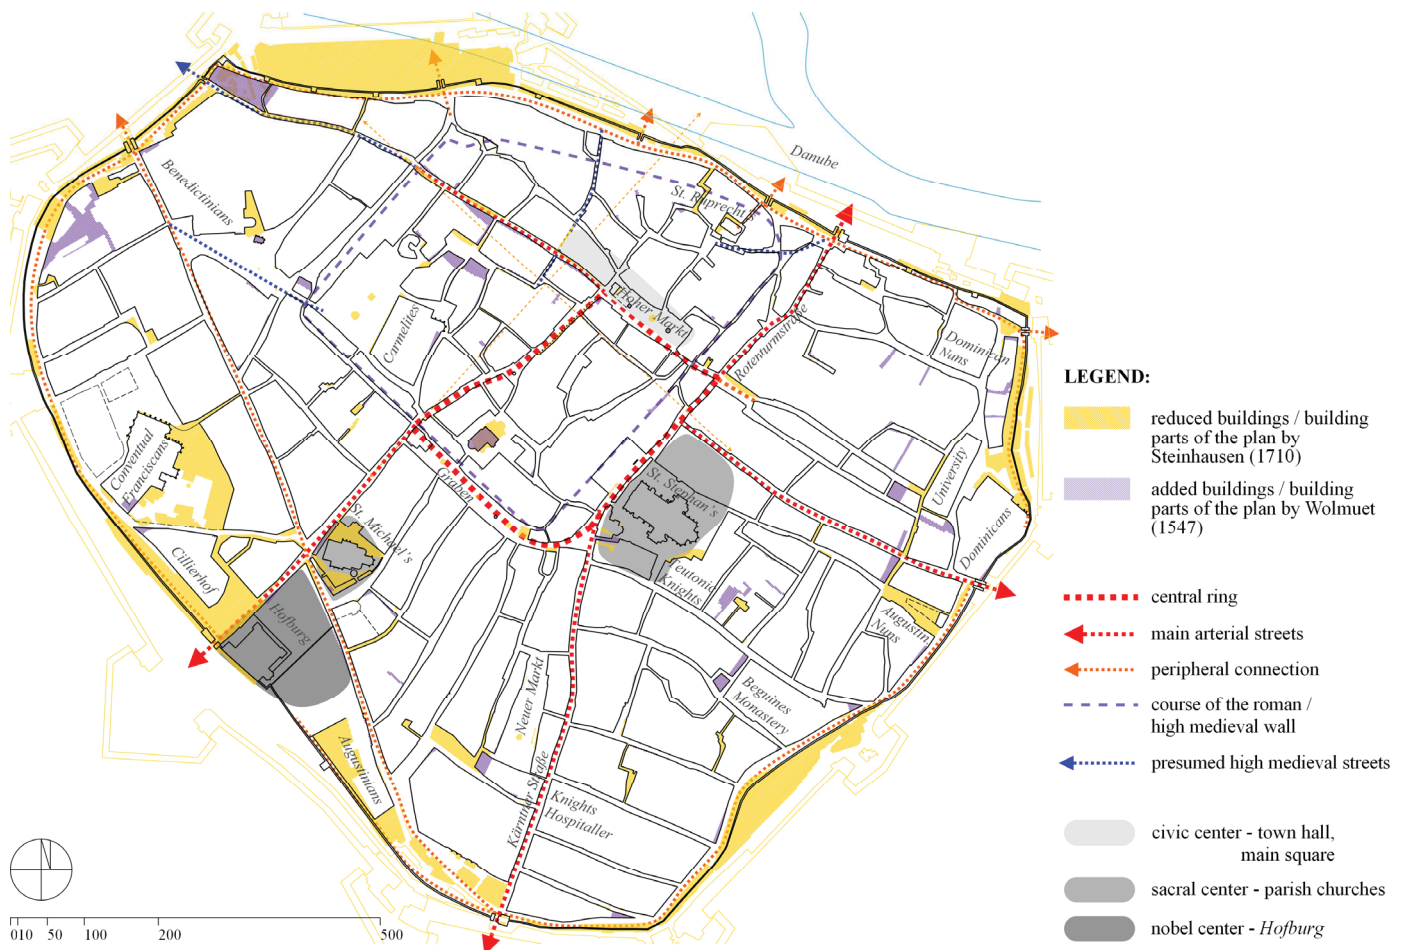 Danube
Benedictinians
St. Ruprecht
Hoher Markt
Carmelites
Rotenturmstraße
Dominican
Nuns
Conventual
Franciscans
Graben
St. Stephan's
University
St. Michael's
Cillierhof
Dominicans
Teutonic
Knights
Hofburg
Augustin.
Nuns
Neuer Markt
Beguines
Monastery
Augustinians
Kärntner Straße
Knights
Hospitaller
010 50 100 200 500
LEGEND:
reduced buildings / building
parts of the plan by
Steinhausen (1710)
added buildings / building
parts of the plan by Wolmuet
(1547)
central ring
main arterial streets
peripheral connection
course of the roman /
high medieval wall
presumed high medieval streets
civic center - town hall,
main square
sacral center - parish churches
nobel center - Hofburg